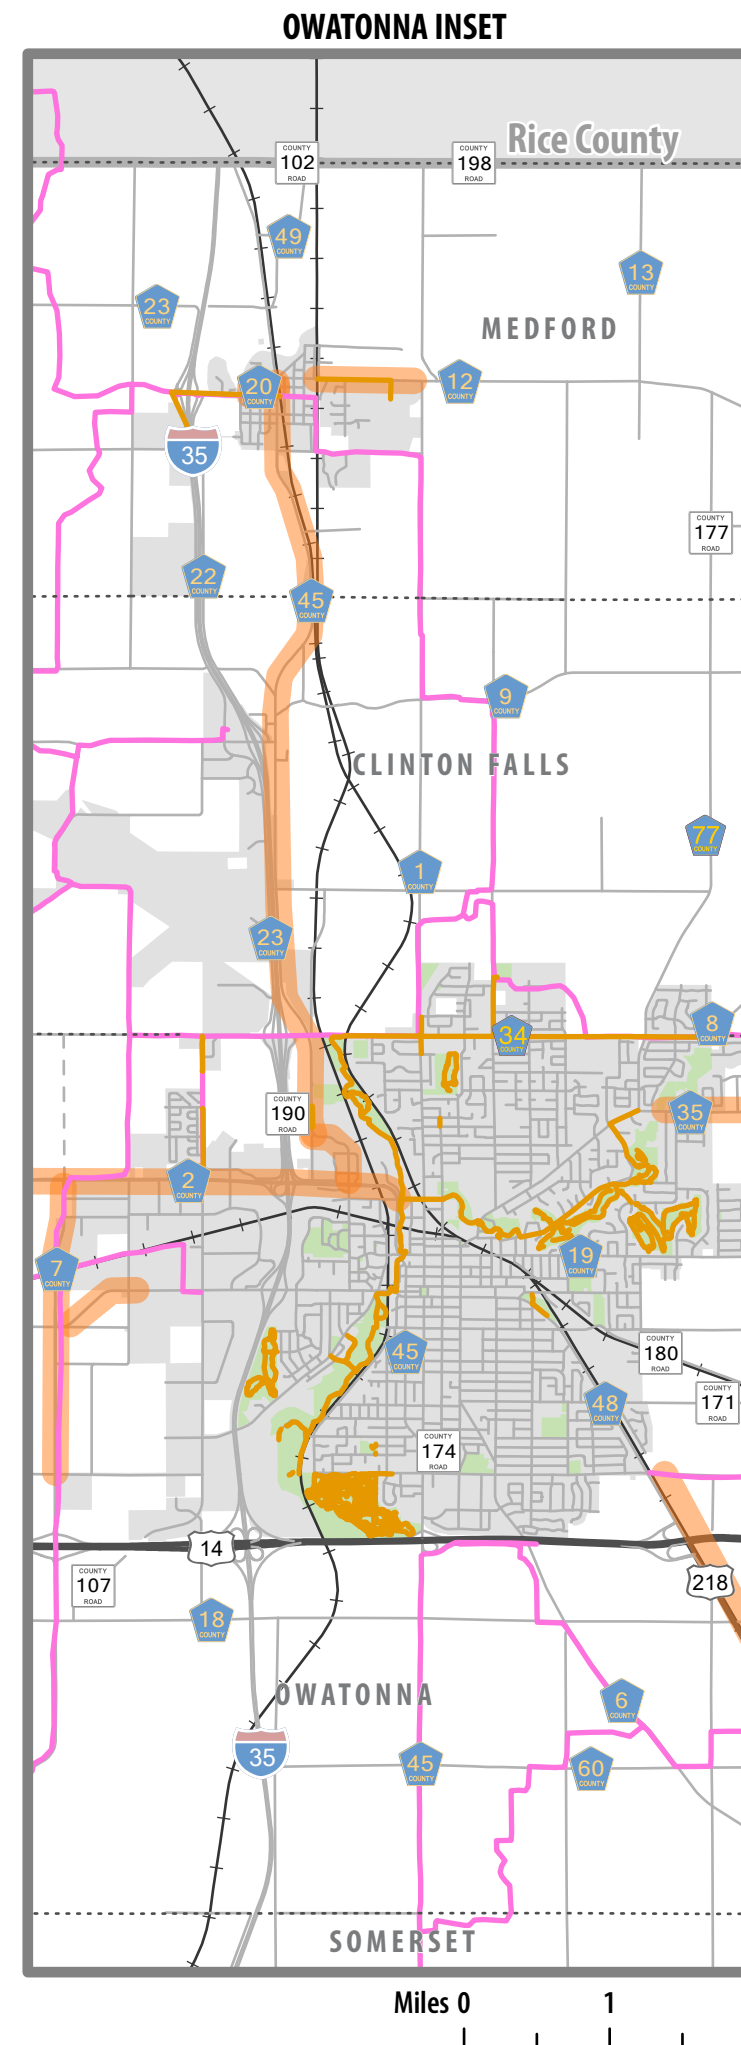 OWATONNA INSET
Rice County
COUNTY
102
ROAD
COUNTY
198
ROAD
49
COUNTY
13
COUNTY
23
COUNTY
MEDFORD
20
COUNTY
12
COUNTY
35
COUNTY
177
ROAD
22
COUNTY
45
COUNTY
9
COUNTY
CLINTON FALLS
77
COUNTY
1
COUNTY
23
COUNTY
34
COUNTY
8
COUNTY
COUNTY
190
ROAD
35
COUNTY
2
COUNTY
7
COUNTY
19
COUNTY
45
COUNTY
COUNTY
180
ROAD
COUNTY
171
ROAD
48
COUNTY
COUNTY
174
ROAD
14
COUNTY
107
ROAD
218
18
COUNTY
OWATONNA
6
COUNTY
35
45
COUNTY
60
COUNTY
SOMERSET
Miles 0 1